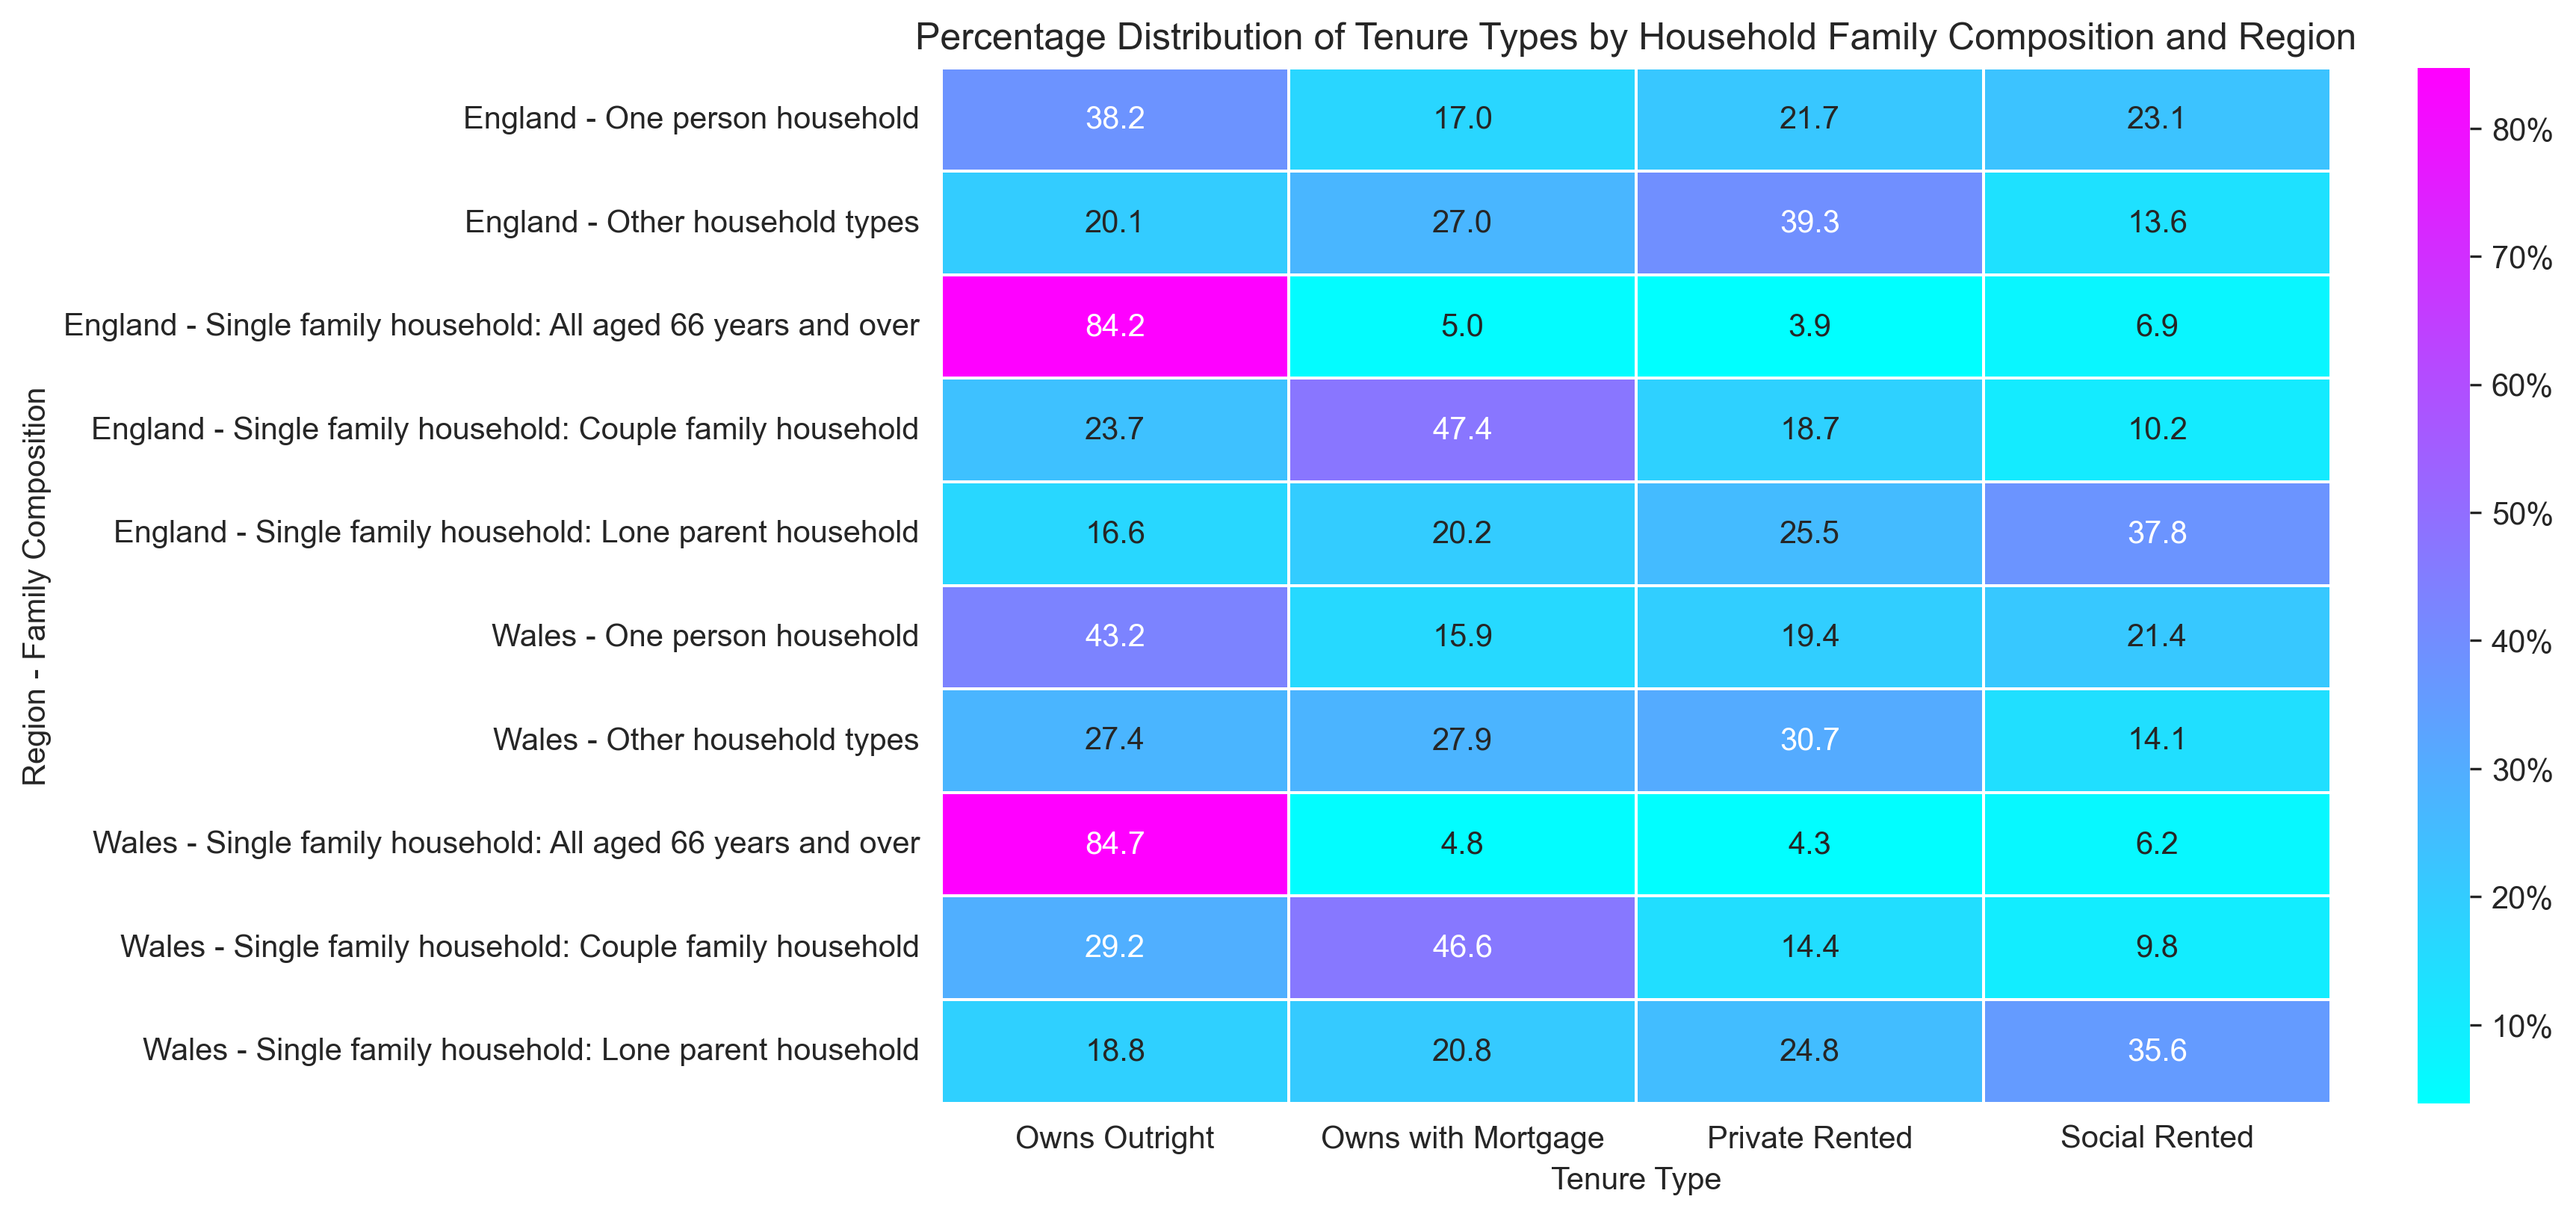 Percentage Distribution of Tenure Types by Household Family Composition and Region
Region - Family Composition
England - One person household 38.2 17.0 21.7 23.1
England - Other household types 20.1 27.0 39.3 13.6
England - Single family household: All aged 66 years and over 84.2 5.0 3.9 6.9
England - Single family household: Couple family household 23.7 47.4 18.7 10.2
England - Single family household: Lone parent household 16.6 20.2 25.5 37.8
Wales - One person household 43.2 15.9 19.4 21.4
Wales - Other household types 27.4 27.9 30.7 14.1
Wales - Single family household: All aged 66 years and over 84.7 4.8 4.3 6.2
Wales - Single family household: Couple family household 29.2 46.6 14.4 9.8
Wales - Single family household: Lone parent household 18.8 20.8 24.8 35.6
Owns Outright Owns with Mortgage Private Rented Social Rented
Tenure Type
80%
70%
60%
50%
40%
30%
20%
10%